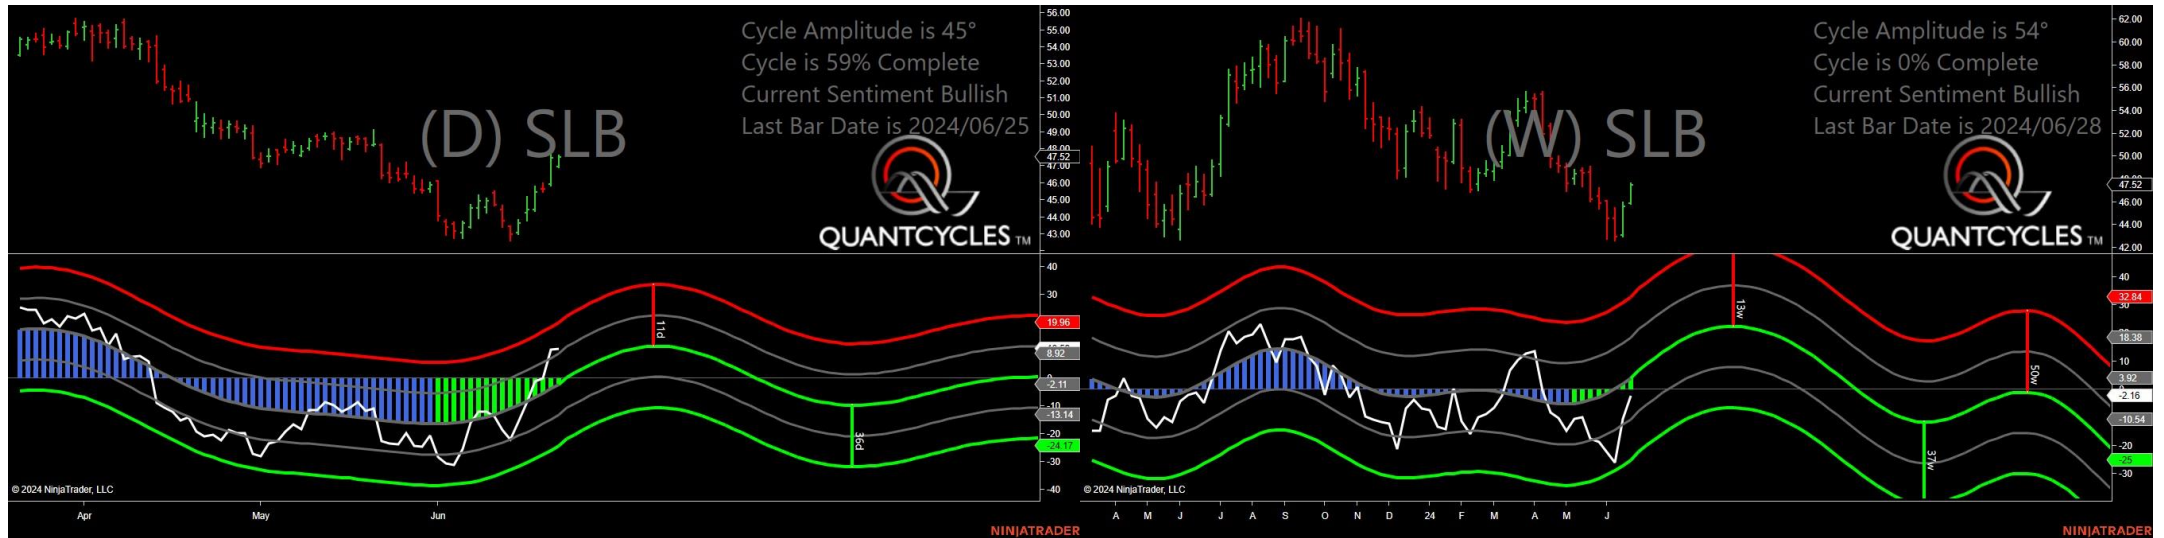 Cycle Amplitude is 45°
Cycle is 59% Complete
Current Sentiment Bullish
Last Bar Date is 2024/06/25
(D) SLB
QUANTCYCLES TM
56.00
55.00
54.00
53.00
52.00
51.00
50.00
49.00
48.00
47.52
47.00
46.00
45.00
44.00
43.00
40
30
19.96
8.92
-2.11
-10
-13.14
-20
-24.17
-30
-40
11d
36d
© 2024 NinjaTrader, LLC
Apr May Jun
NINJATRADER
Cycle Amplitude is 54°
Cycle is 0% Complete
Current Sentiment Bullish
Last Bar Date is 2024/06/28
(W) SLB
QUANTCYCLES TM
62.00
60.00
58.00
56.00
54.00
52.00
50.00
47.52
46.00
44.00
42.00
40
32.84
30
18.38
10
3.92
-2.16
-10.54
-20
-25
-30
13w
50w
37w
© 2024 NinjaTrader, LLC
A M J J A S O N D 24 F M A M J
NINJATRADER